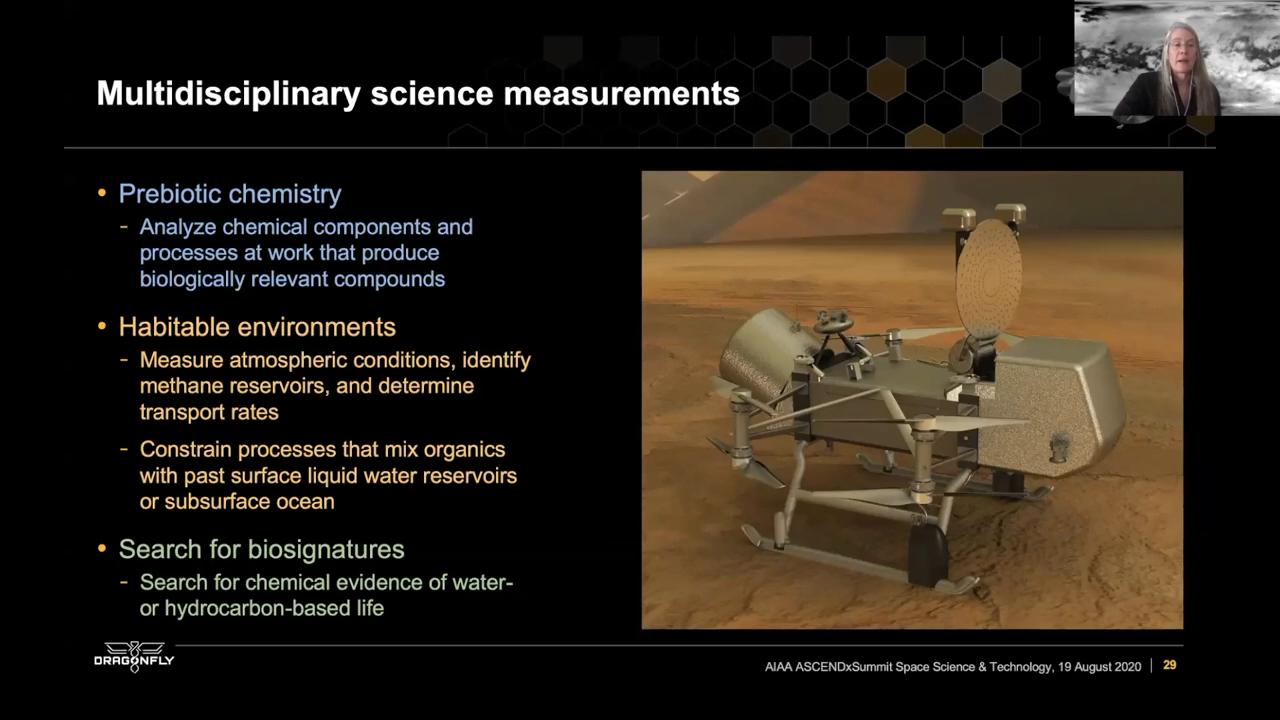 Multidisciplinary science measurements
• Prebiotic chemistry
- Analyze chemical components and
processes at work that produce
biologically relevant compounds
• Habitable environments
- Measure atmospheric conditions, identify
methane reservoirs, and determine
transport rates
- Constrain processes that mix organics
with past surface liquid water reservoirs
or subsurface ocean
• Search for biosignatures
- Search for chemical evidence of water-
or hydrocarbon-based life
DRAGONFLY
AIAA ASCENDxSummit Space Science & Technology, 19 August 2020 | 29